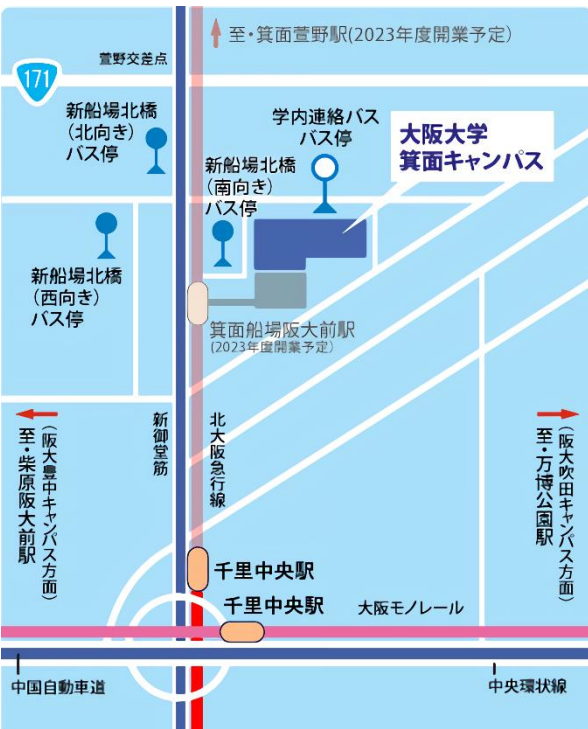 至・箕面萱野駅(2023年度開業予定)
萱野交差点
171
新船場北橋
(北向き)
バス停
学内連絡バス
バス停
大阪大学
箕面キャンパス
新船場北橋
(南向き)
バス停
新船場北橋
(西向き)
バス停
箕面船場阪大前駅
(2023年度開業予定)
(阪大豊中キャンパス方面)
至・柴原阪大前駅
新御堂筋
北大阪急行線
(阪大吹田キャンパス方面)
至・万博公園駅
千里中央駅
千里中央駅
大阪モノレール
中国自動車道
中央環状線